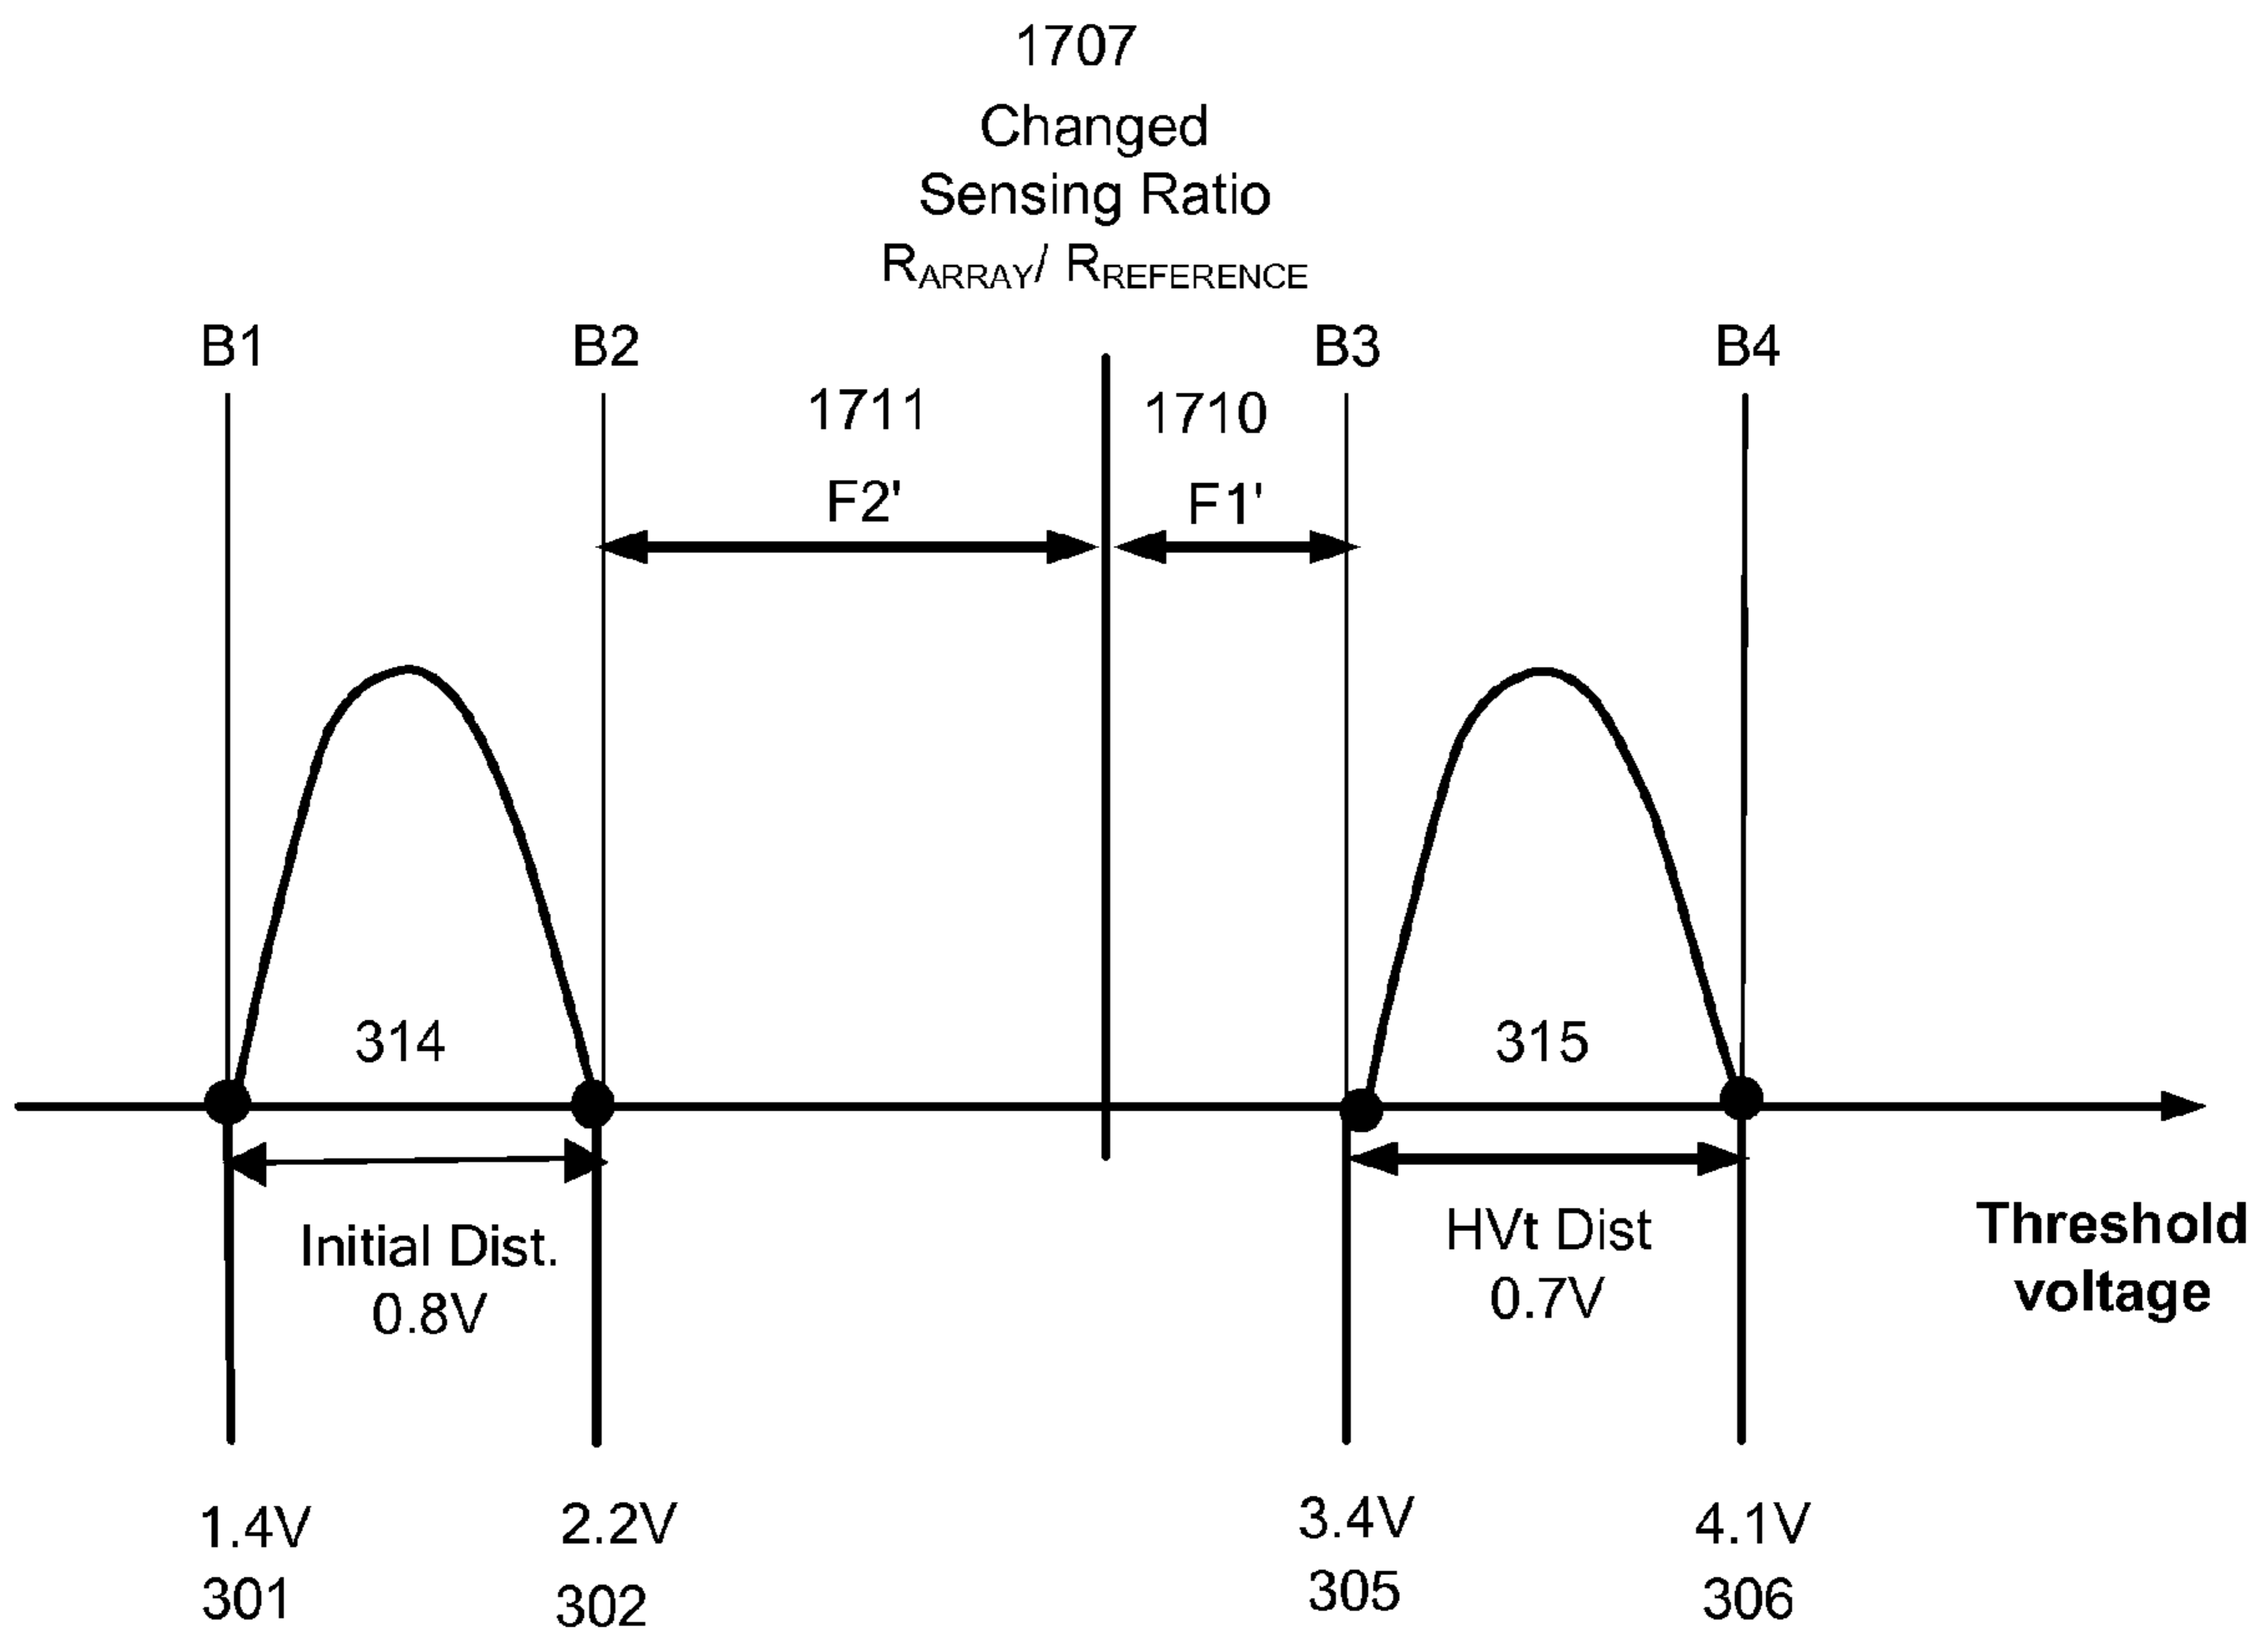 1707
Changed
Sensing Ratio
RARRAY/ RREFERENCE
B1
B2
B3
B4
1711
F2'
1710
F1'
314
315
Initial Dist.
0.8V
HVt Dist
0.7V
Threshold
voltage
1.4V
301
2.2V
302
3.4V
305
4.1V
306